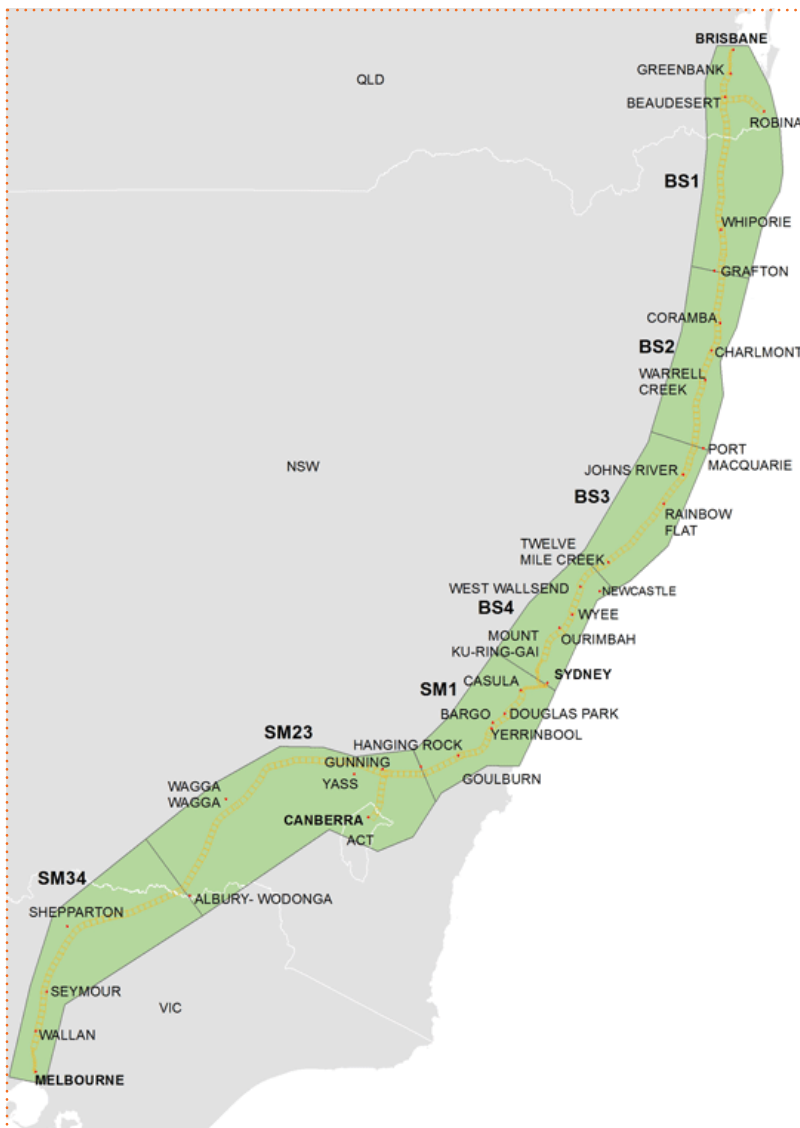 BRISBANE
GREENBANK
QLD
BEAUDESERT
ROBINA
BS1
WHIPORIE
GRAFTON
CORAMBA
BS2
CHARLMONT
WARRELL
CREEK
PORT
MACQUARIE
NSW
JOHNS RIVER
BS3
RAINBOW
FLAT
TWELVE
MILE CREEK
WEST WALLSEND
NEWCASTLE
BS4
WYEE
MOUNT
KU-RING-GAI
OURIMBAH
SYDNEY
CASULA
SM1
BARGO
DOUGLAS PARK
YERRINBOOL
SM23
HANGING ROCK
GUNNING
GOULBURN
YASS
WAGGA
WAGGA
CANBERRA
ACT
SM34
ALBURY- WODONGA
SHEPPARTON
SEYMOUR
VIC
WALLAN
MELBOURNE